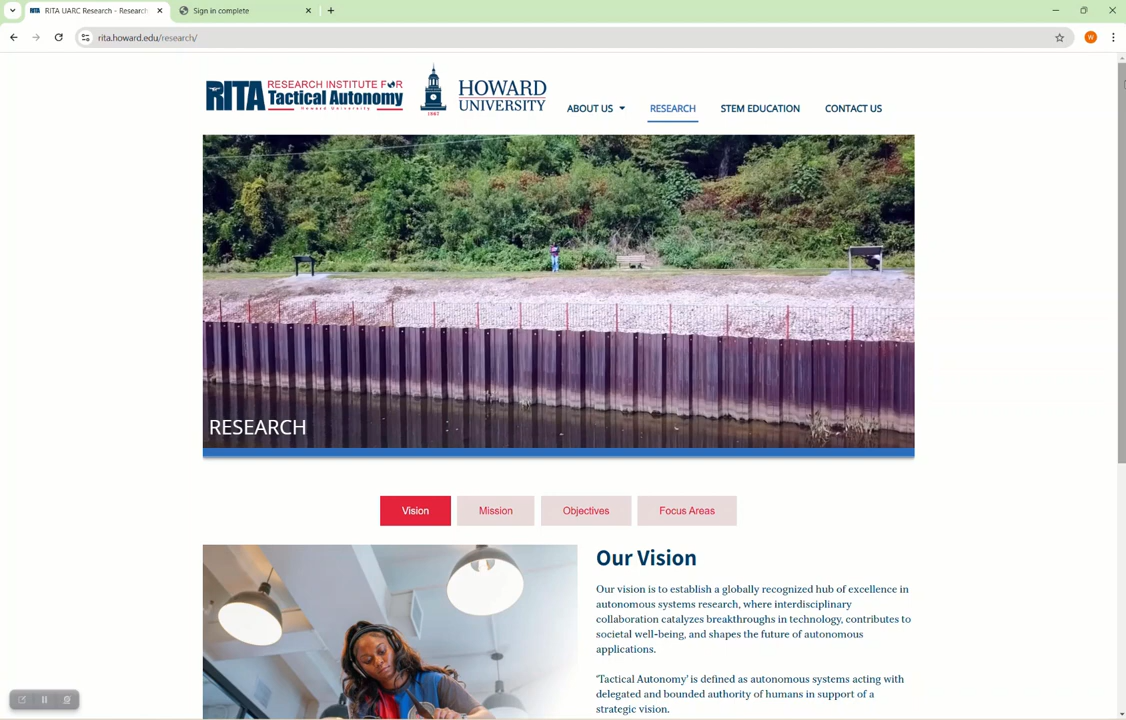 RITA UARC Research - Research
Sign in complete
rita.howard.edu/research/
W
RITA RESEARCH INSTITUTE FOR
Tactical Autonomy
Howard University
1867
HOWARD
UNIVERSITY
ABOUT US
RESEARCH
STEM EDUCATION
CONTACT US
RESEARCH
Vision
Mission
Objectives
Focus Areas
Our Vision
Our vision is to establish a globally recognized hub of excellence in
autonomous systems research, where interdisciplinary
collaboration catalyzes breakthroughs in technology, contributes to
societal well-being, and shapes the future of autonomous
applications.
'Tactical Autonomy' is defined as autonomous systems acting with
delegated and bounded authority of humans in support of a
strategic vision.